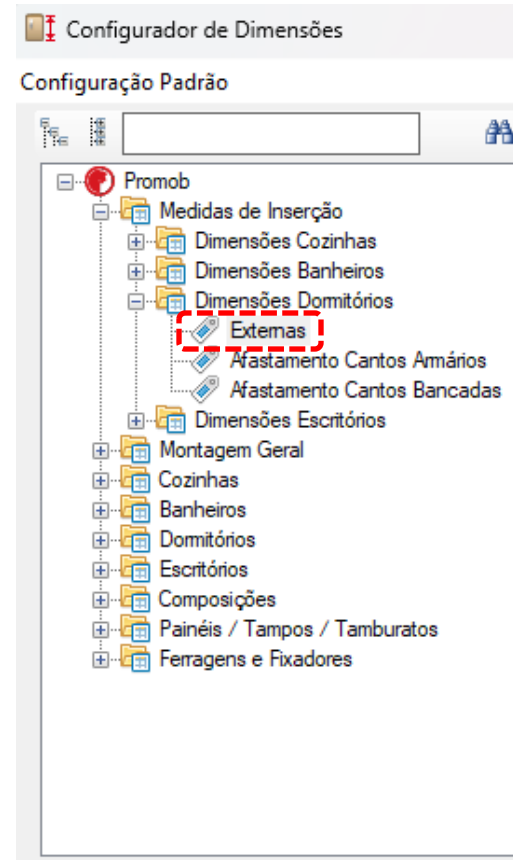 Configurador de Dimensões
Configuração Padrão
Promob
Medidas de Inserção
Dimensões Cozinhas
Dimensões Banheiros
Dimensões Dormitórios
Externas
Afastamento Cantos Armários
Afastamento Cantos Bancadas
Dimensões Escritórios
Montagem Geral
Cozinhas
Banheiros
Dormitórios
Escritórios
Composições
Painéis / Tampos / Tamburatos
Ferragens e Fixadores